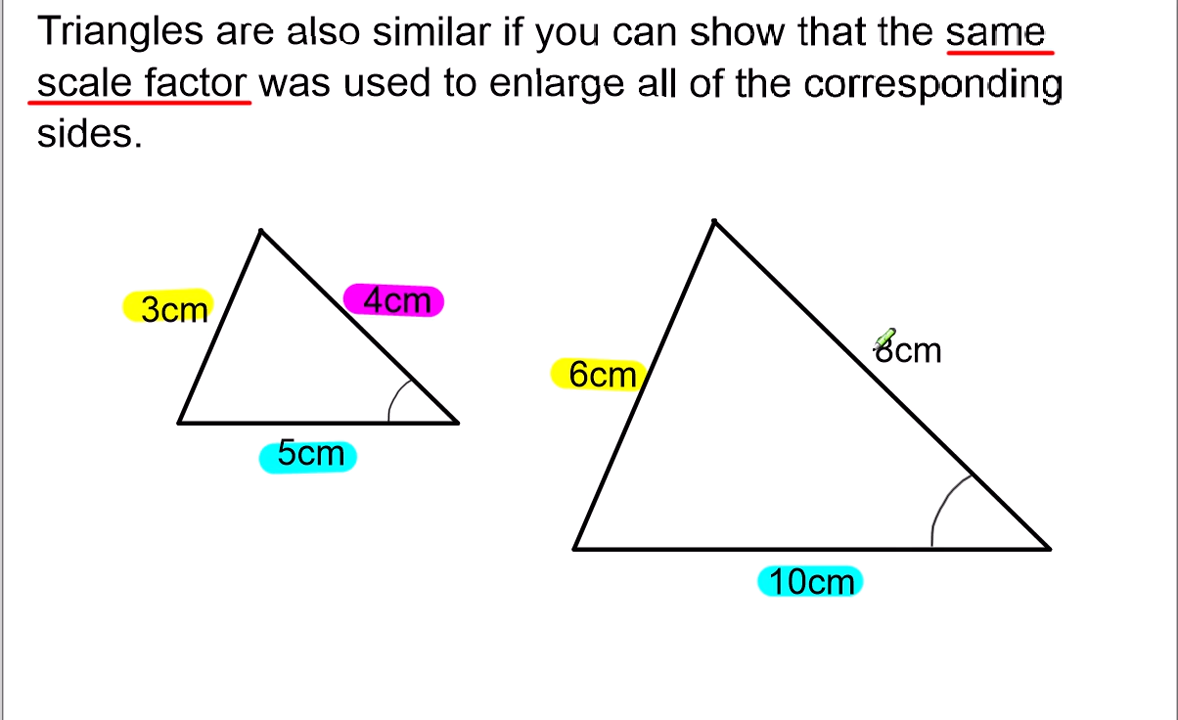 Triangles are also similar if you can show that the same
scale factor was used to enlarge all of the corresponding
sides.
3cm
4cm
5cm
6cm
8cm
10cm